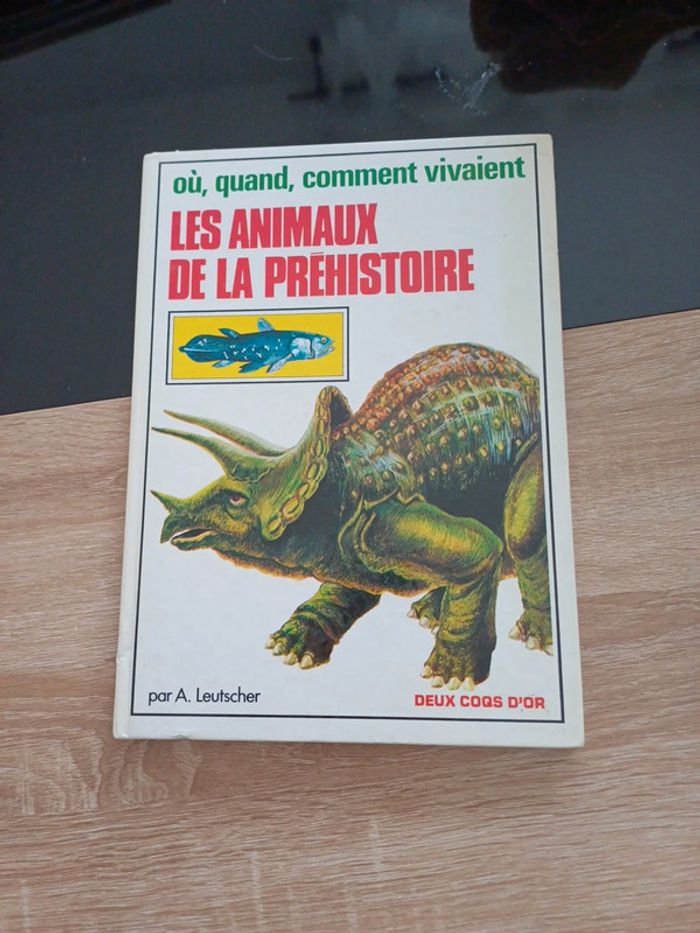 où, quand, comment vivaient
LES ANIMAUX
DE LA PRÉHISTOIRE
par A. Leutscher
DEUX COQS D'OR